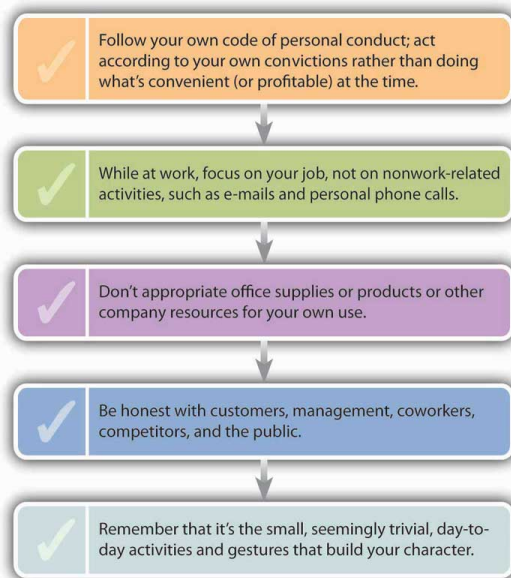 Follow your own code of personal conduct; act
according to your own convictions rather than doing
what's convenient (or profitable) at the time.
While at work, focus on your job, not on nonwork-related
activities, such as e-mails and personal phone calls.
Don't appropriate office supplies or products or other
company resources for your own use.
Be honest with customers, management, coworkers,
competitors, and the public.
Remember that it's the small, seemingly trivial, day-to-
day activities and gestures that build your character.